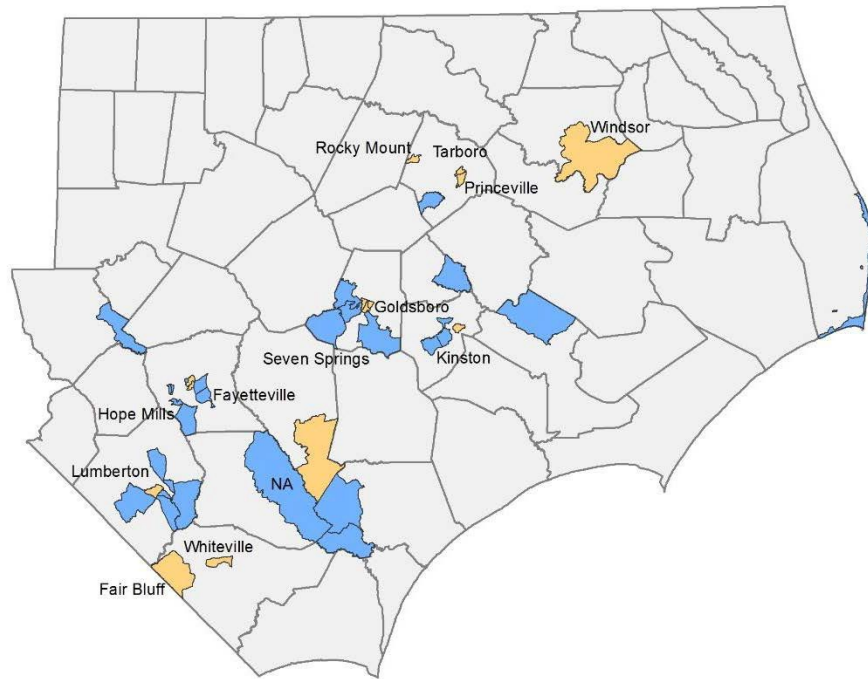 Windsor
Rocky Mount
Tarboro
Princeville
Goldsboro
Seven Springs
Kinston
Fayetteville
Hope Mills
Lumberton
NA
Whiteville
Fair Bluff